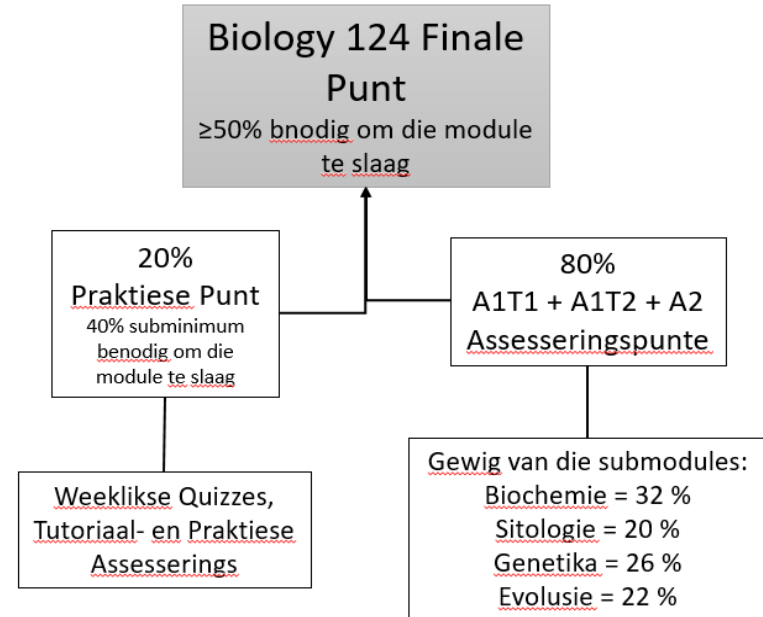 Biology 124 Finale
Punt
≥50% bnodig om die module
te slaag
20%
Praktiese Punt
40% subminimum
benodig om die
module te slaag
80%
A1T1 + A1T2 + A2
Assesseringspunte
Weeklikse Quizzes,
Tutoriaal- en Praktiese
Assesserings
Gewig van die submodules:
Biochemie = 32 %
Sitologie = 20 %
Genetika = 26 %
Evolusie = 22 %